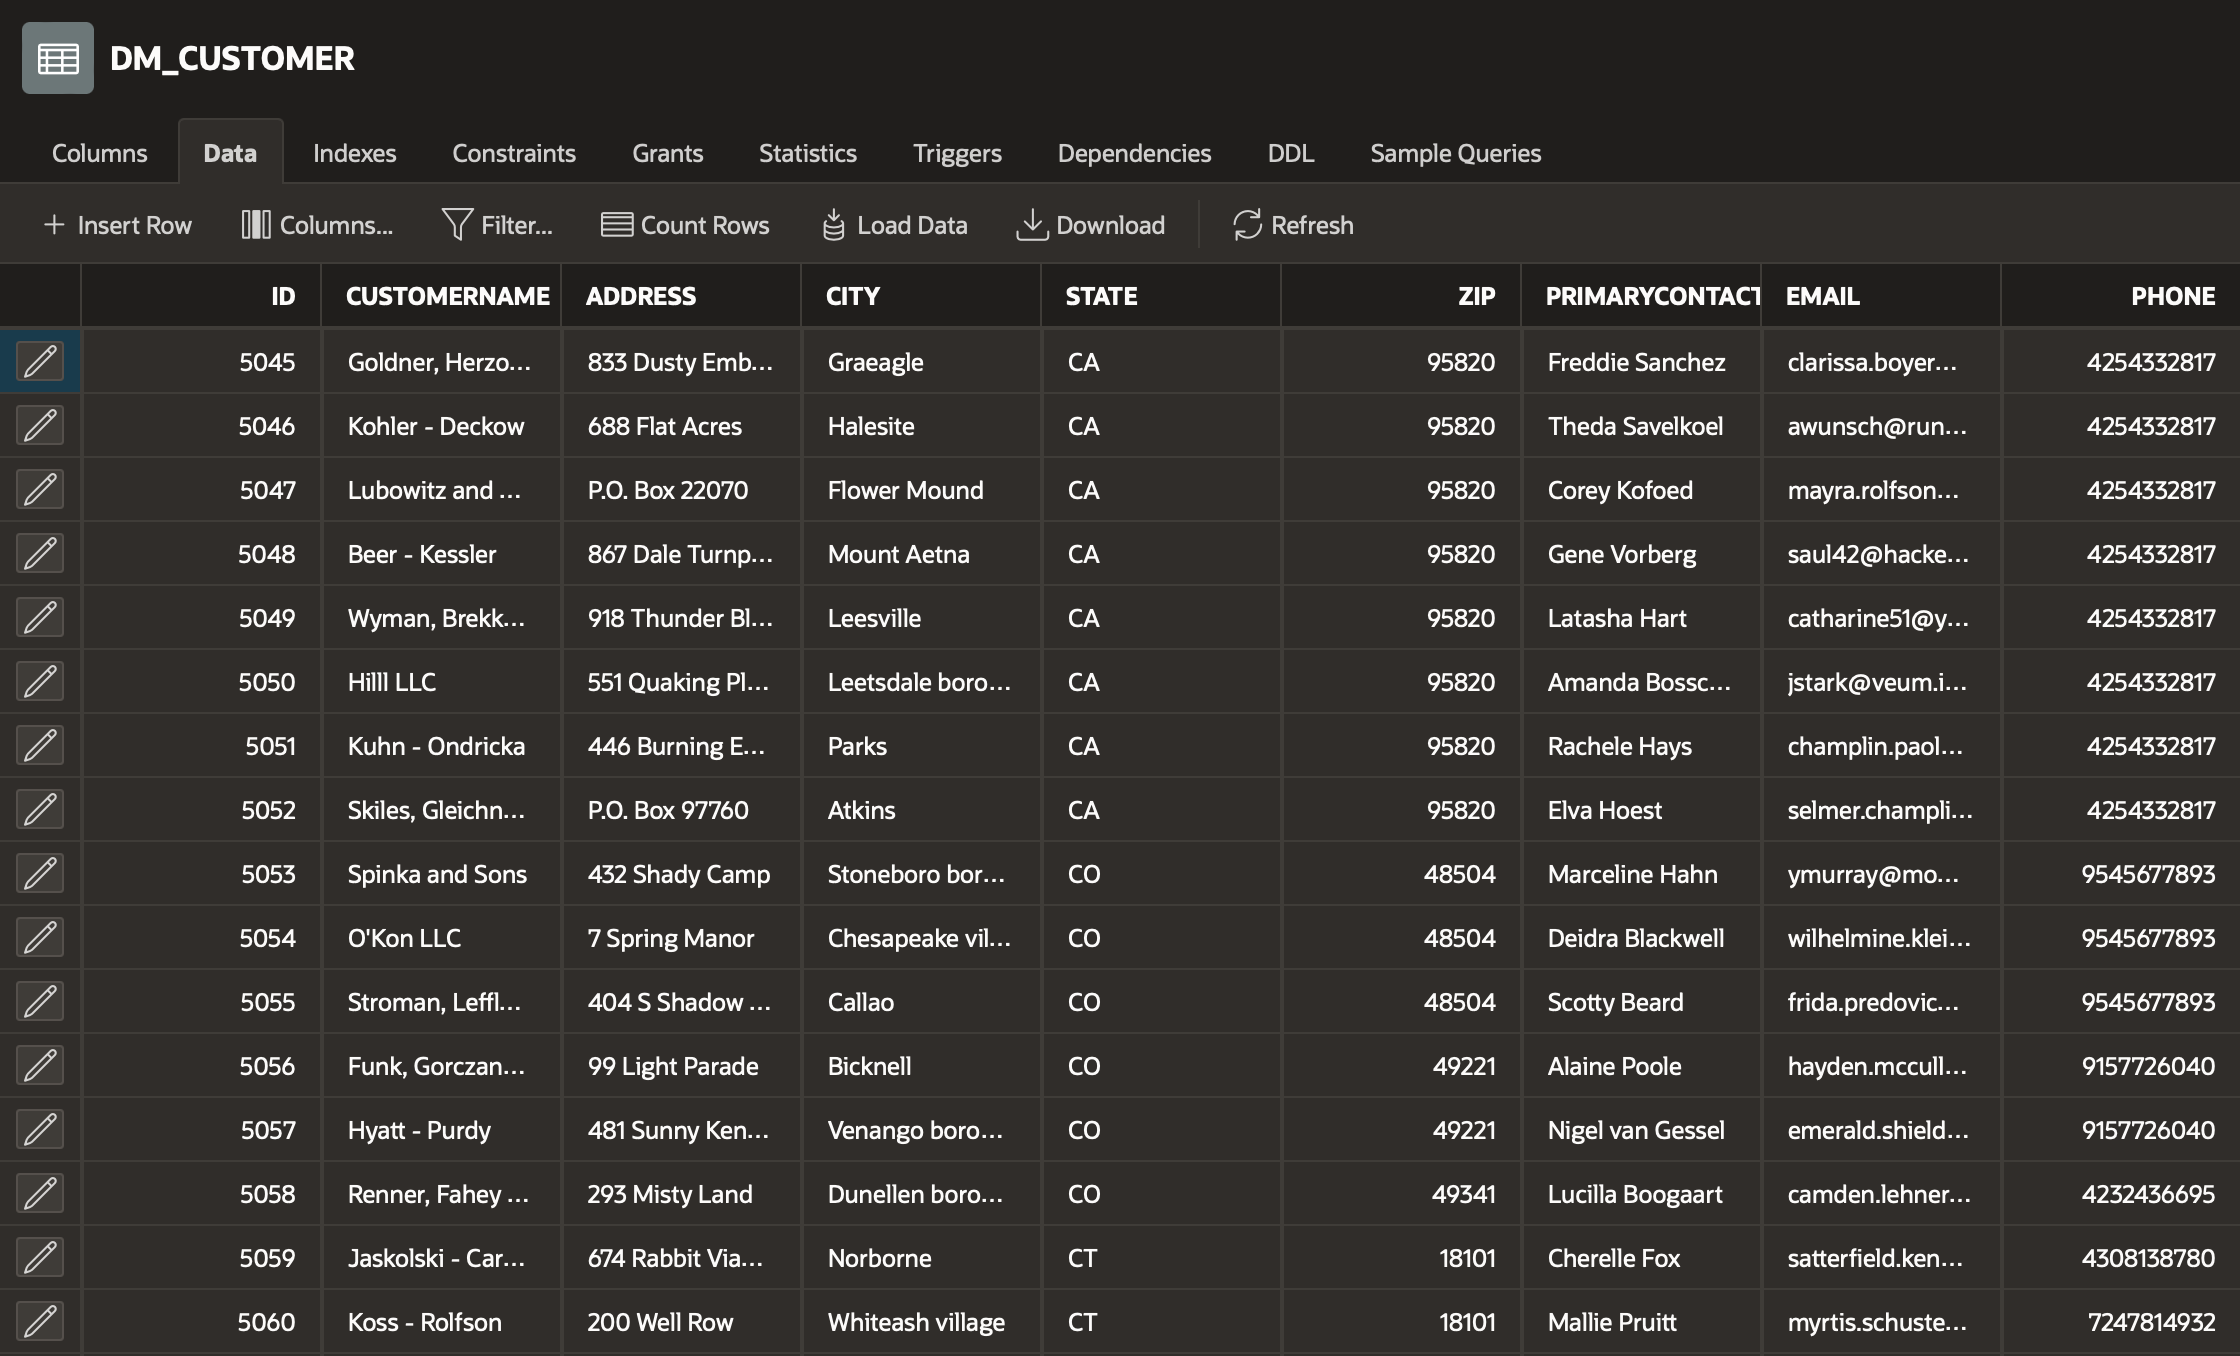 DM_CUSTOMER
Columns Data Indexes Constraints Grants Statistics Triggers Dependencies DDL Sample Queries
Insert Row Columns... Filter... Count Rows Load Data Download Refresh
ID CUSTOMERNAME ADDRESS CITY STATE ZIP PRIMARYCONTACT EMAIL PHONE
5045 Goldner, Herzo... 833 Dusty Emb... Graeagle CA 95820 Freddie Sanchez clarissa.boyer... 4254332817
5046 Kohler - Deckow 688 Flat Acres Halesite CA 95820 Theda Savelkoel awunsch@run... 4254332817
5047 Lubowitz and ... P.O. Box 22070 Flower Mound CA 95820 Corey Kofoed mayra.rolfson... 4254332817
5048 Beer - Kessler 867 Dale Turnp... Mount Aetna CA 95820 Gene Vorberg saul42@hacke... 4254332817
5049 Wyman, Brekk... 918 Thunder Bl... Leesville CA 95820 Latasha Hart catharine51@y... 4254332817
5050 Hilll LLC 551 Quaking Pl... Leetsdale boro... CA 95820 Amanda Bossc... jstark@veum.i... 4254332817
5051 Kuhn - Ondricka 446 Burning E... Parks CA 95820 Rachele Hays champlin.paol... 4254332817
5052 Skiles, Gleichn... P.O. Box 97760 Atkins CA 95820 Elva Hoest selmer.champli... 4254332817
5053 Spinka and Sons 432 Shady Camp Stoneboro bor... CO 48504 Marceline Hahn ymurray@mo... 9545677893
5054 O'Kon LLC 7 Spring Manor Chesapeake vil... CO 48504 Deidra Blackwell wilhelmine.klei... 9545677893
5055 Stroman, Leffl... 404 S Shadow ... Callao CO 48504 Scotty Beard frida.predovic... 9545677893
5056 Funk, Gorczan... 99 Light Parade Bicknell CO 49221 Alaine Poole hayden.mccull... 9157726040
5057 Hyatt - Purdy 481 Sunny Ken... Venango boro... CO 49221 Nigel van Gessel emerald.shield... 9157726040
5058 Renner, Fahey ... 293 Misty Land Dunellen boro... CO 49341 Lucilla Boogaart camden.lehner... 4232436695
5059 Jaskolski - Car... 674 Rabbit Via... Norborne CT 18101 Cherelle Fox satterfield.ken... 4308138780
5060 Koss - Rolfson 200 Well Row Whiteash village CT 18101 Mallie Pruitt myrtis.schuste... 7247814932